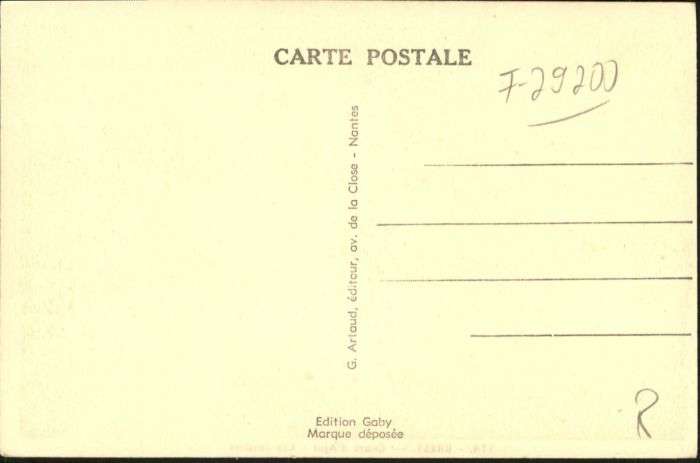 CARTE POSTALE
F-29200
G. Artaud, éditeur, av. de la Close - Nantes
R
Edition Gaby
Marque déposée